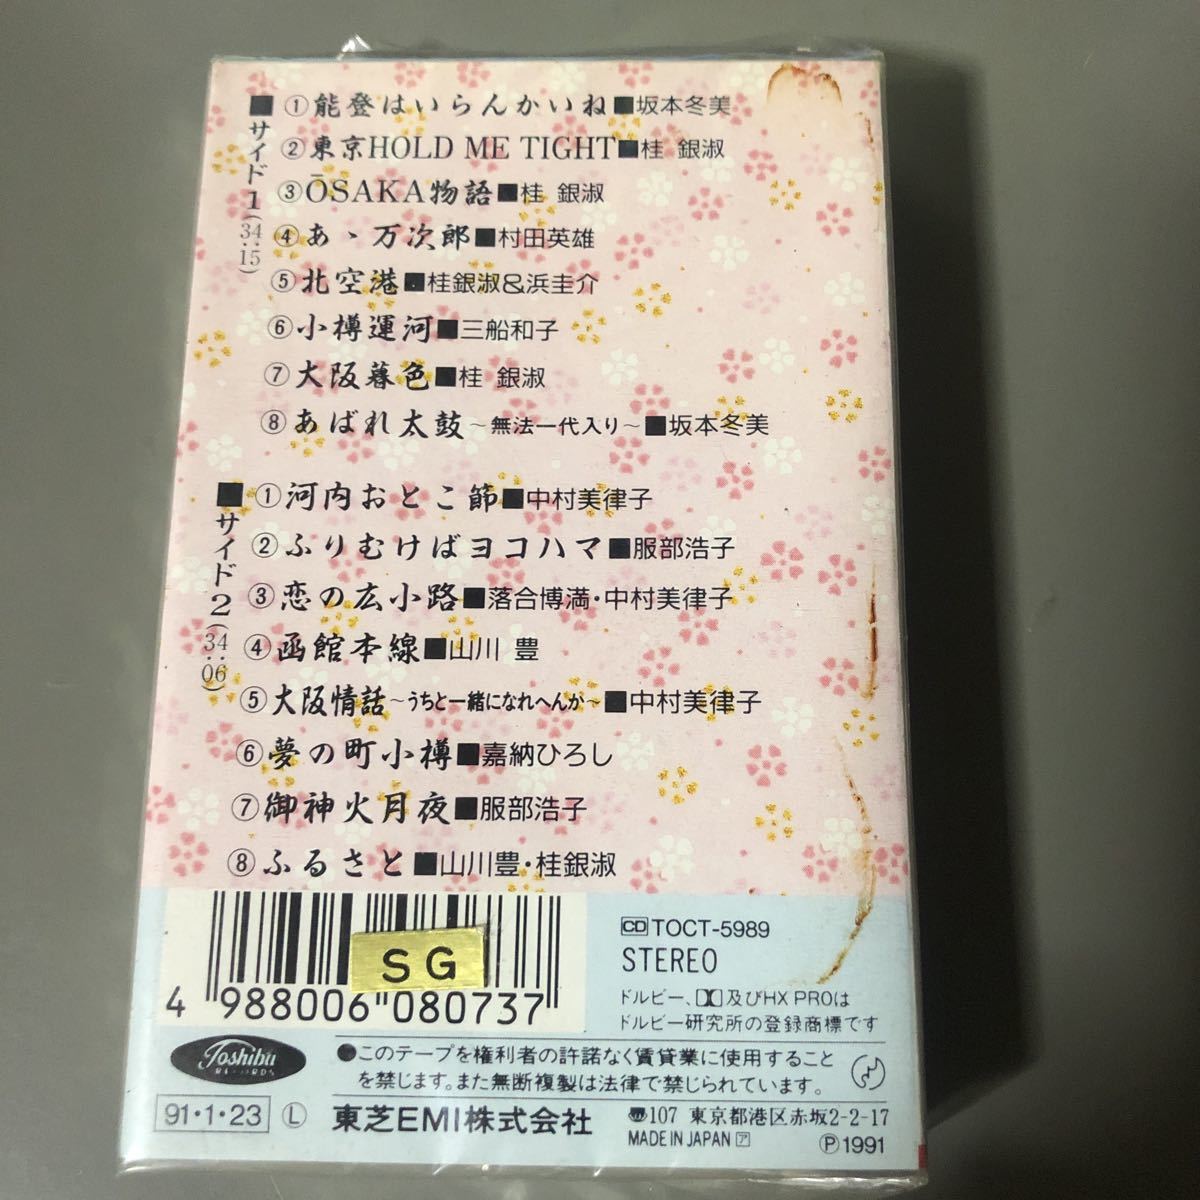 ■サイド1(34:15)
①能登はいらんかいね■坂本冬美
②東京HOLD ME TIGHT■桂 銀淑
③ŌSAKA物語■桂 銀淑
④あゝ万次郎■村田英雄
⑤北空港■桂銀淑&浜圭介
⑥小樽運河■三船和子
⑦大阪暮色■桂 銀淑
⑧あばれ太鼓~無法一代入り~■坂本冬美
■サイド2(34:06)
①河内おとこ節■中村美律子
②ふりむけばヨコハマ■服部浩子
③恋の広小路■落合博満・中村美律子
④函館本線■山川 豊
⑤大阪情話~うちと一緒になれへんか~■中村美律子
⑥夢の町小樽■嘉納ひろし
⑦御神火月夜■服部浩子
⑧ふるさと■山川豊・桂銀淑
SG
4 988006 080737
CD TOCT-5989
STEREO
ドルビー、及びHX PROは
ドルビー研究所の登録商標です
Toshiba
RECORDS
●このテープを権利者の許諾なく賃貸業に使用すること
を禁じます。また無断複製は法律で禁じられています。
91・1・23 Ⓛ 東芝EMI株式会社
〠107 東京都港区赤坂2-2-17
MADE IN JAPAN ア ℗1991